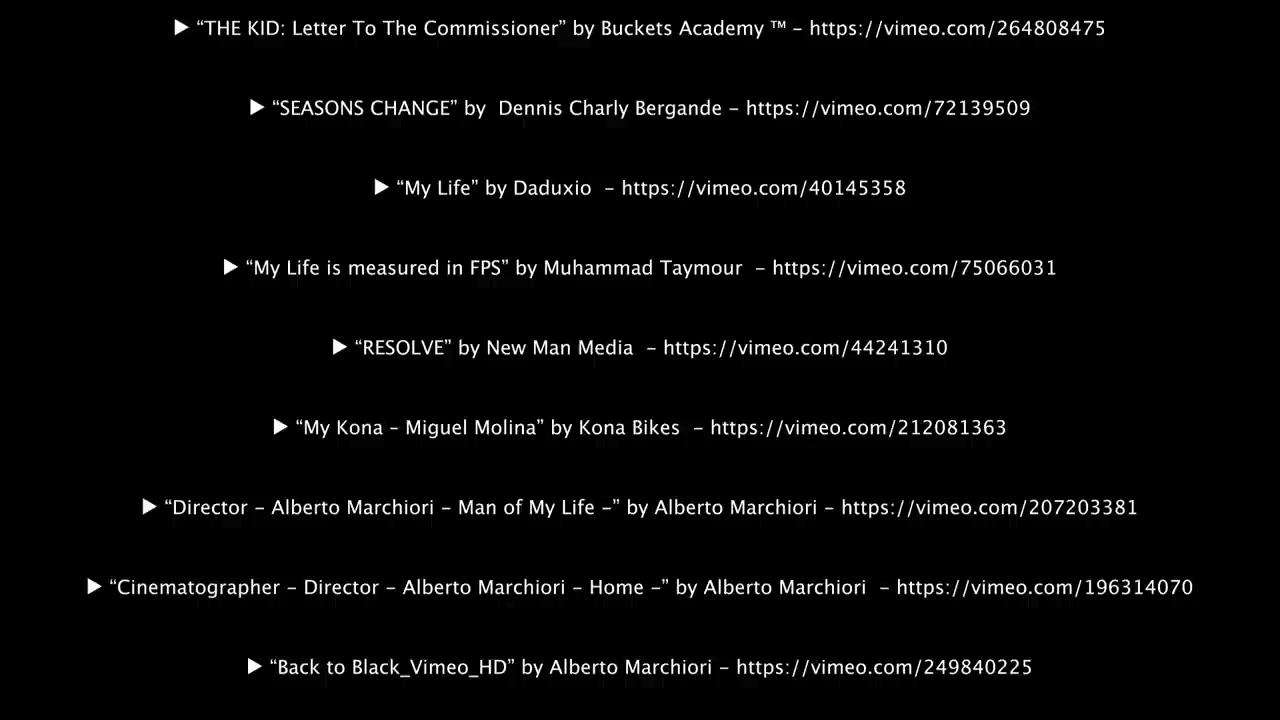 ▶ “THE KID: Letter To The Commissioner” by Buckets Academy ™ – https://vimeo.com/264808475
▶ “SEASONS CHANGE” by  Dennis Charly Bergande – https://vimeo.com/72139509
▶ “My Life” by Daduxio  – https://vimeo.com/40145358
▶ “My Life is measured in FPS” by Muhammad Taymour  – https://vimeo.com/75066031
▶ “RESOLVE” by New Man Media  – https://vimeo.com/44241310
▶ “My Kona – Miguel Molina” by Kona Bikes  – https://vimeo.com/212081363
▶ “Director – Alberto Marchiori – Man of My Life –” by Alberto Marchiori – https://vimeo.com/207203381
▶ “Cinematographer – Director – Alberto Marchiori – Home –” by Alberto Marchiori  – https://vimeo.com/196314070
▶ “Back to Black_Vimeo_HD” by Alberto Marchiori – https://vimeo.com/249840225